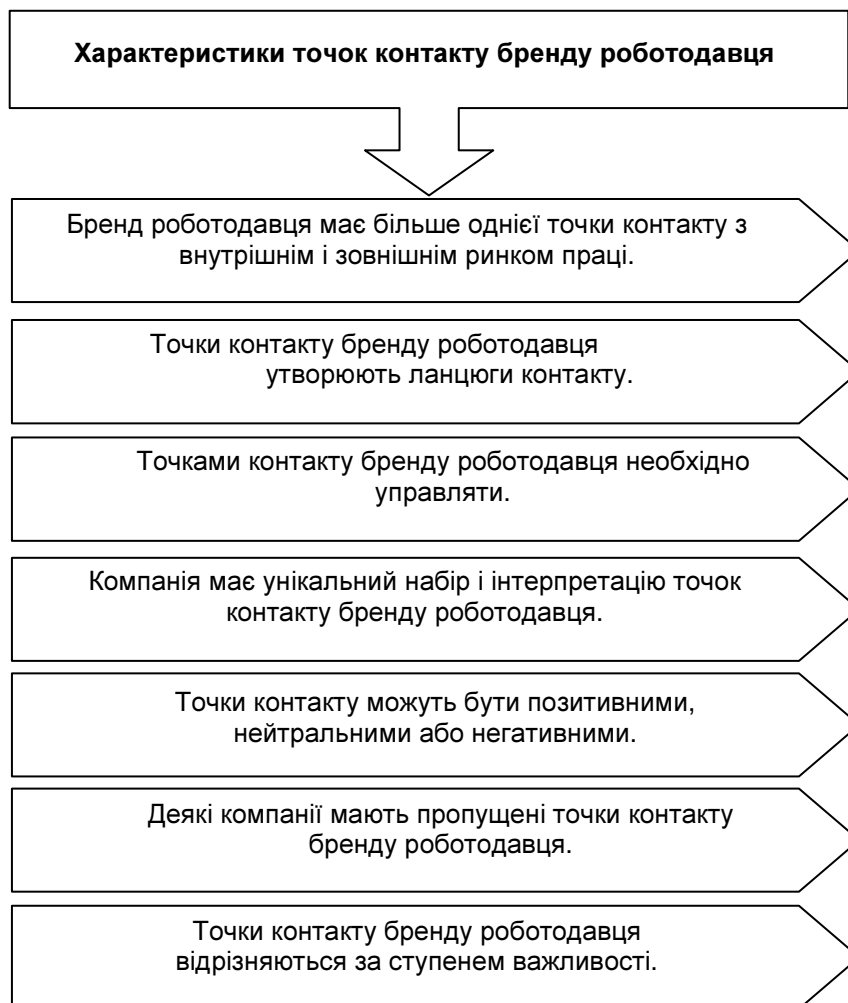 Характеристики точок контакту бренду роботодавця
Бренд роботодавця має більше однієї точки контакту з
внутрішнім і зовнішнім ринком праці.
Точки контакту бренду роботодавця
утворюють ланцюги контакту.
Точками контакту бренду роботодавця необхідно
управляти.
Компанія має унікальний набір і інтерпретацію точок
контакту бренду роботодавця.
Точки контакту можуть бути позитивними,
нейтральними або негативними.
Деякі компанії мають пропущені точки контакту
бренду роботодавця.
Точки контакту бренду роботодавця
відрізняються за ступенем важливості.